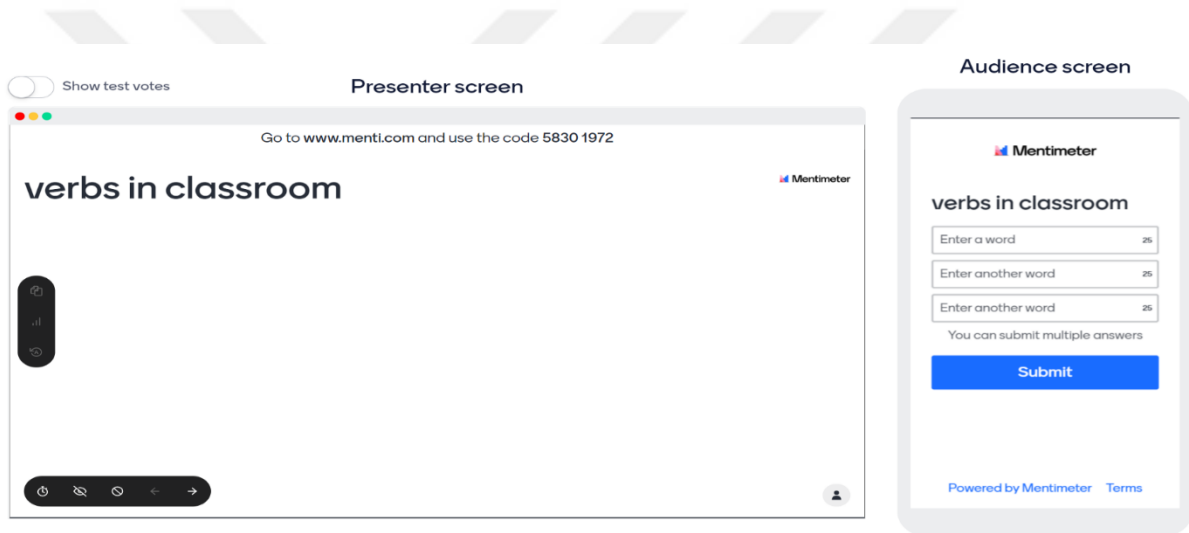 Show test votes
Presenter screen
Go to www.menti.com and use the code 5830 1972
verbs in classroom
Mentimeter
Audience screen
Mentimeter
verbs in classroom
Enter a word 25
Enter another word 25
Enter another word 25
You can submit multiple answers
Submit
Powered by Mentimeter Terms